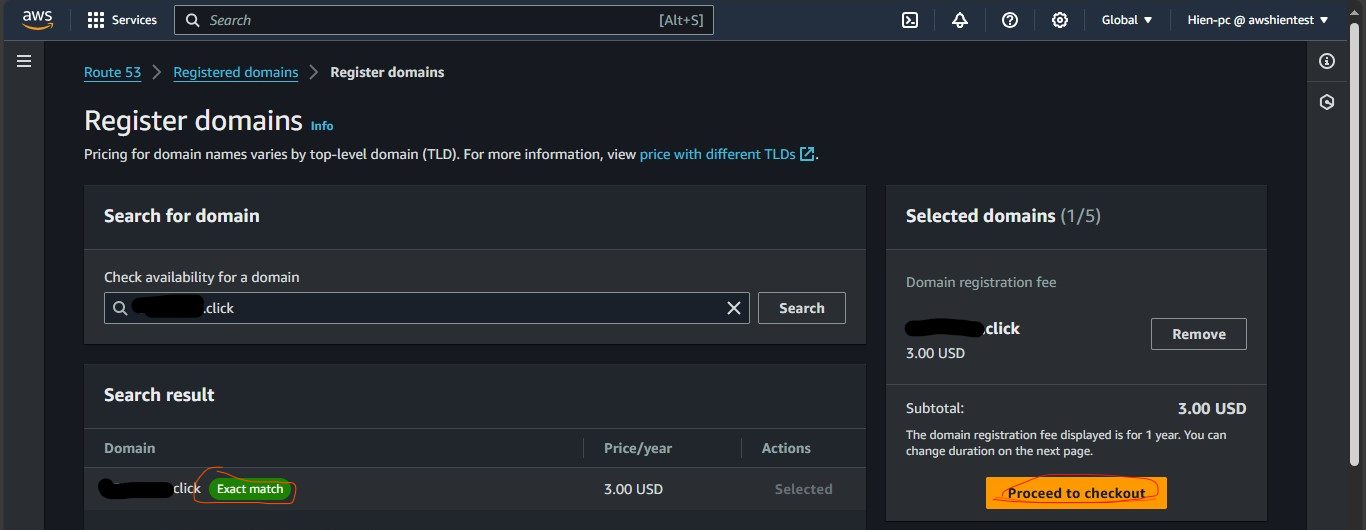 aws
Services
Search
[Alt+S]
Global
Hien-pc @ awshientest
Route 53
Registered domains
Register domains
Register domains Info
Pricing for domain names varies by top-level domain (TLD). For more information, view price with different TLDs.
Search for domain
Check availability for a domain
.click
Search
Search result
Domain
Price/year
Actions
click
Exact match
3.00 USD
Selected
Selected domains (1/5)
Domain registration fee
.click
Remove
3.00 USD
Subtotal:
3.00 USD
The domain registration fee displayed is for 1 year. You can
change duration on the next page.
Proceed to checkout